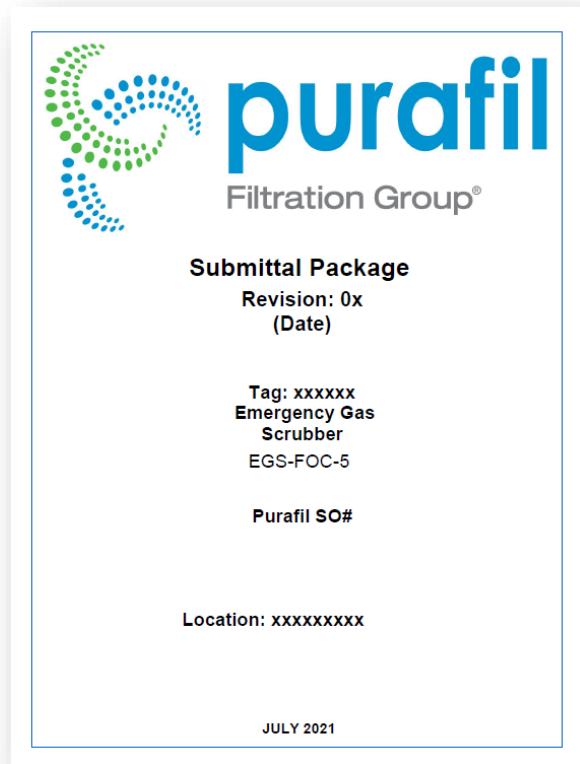 purafil
Filtration Group®
Submittal Package
Revision: 0x
(Date)
Tag: xxxxxx
Emergency Gas
Scrubber
EGS-FOC-5
Purafil SO#
Location: xxxxxxxxx
JULY 2021